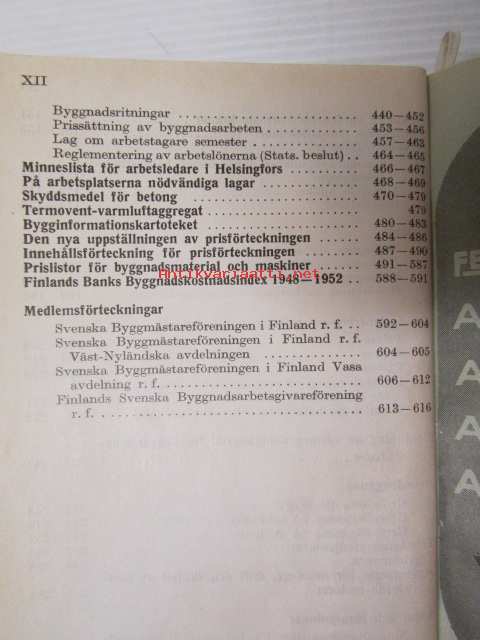 XII
Byggnadsritningar 440—452
Prissättning av byggnadsarbeten 453—456
Lag om arbetstagare semester 457—463
Reglementering av arbetslönerna (Stats. beslut) 464—465
Minneslista för arbetsledare i Helsingfors 466—467
På arbetsplatserna nödvändiga lagar 468—469
Skyddsmedel för betong 470—479
Termovent-varmluftaggregat 479
Bygginformationskartoteket 480—483
Den nya uppställningen av prisförteckningen 484—486
Innehållsförteckning för prisförteckningen 487—490
Prislistor för byggnadsmaterial och maskiner 491—587
Finlands Banks Byggnadskostnadsindex 1948—1952 588—591
Antikvariaatti.net
Medlemsförteckningar
Svenska Byggmästareföreningen i Finland r. f. 592—604
Svenska Byggmästareföreningen i Finland r. f.
Väst-Nyländska avdelningen 604—605
Svenska Byggmästareföreningen i Finland Vasa
avdelning r. f. 606—612
Finlands Svenska Byggnadsarbetsgivareförening
r. f. 613—616
FE
A
A
A
A